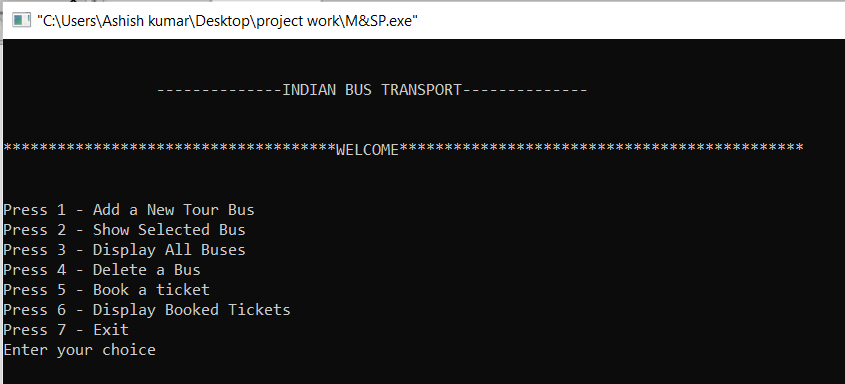 "C:\Users\Ashish kumar\Desktop\project work\M&SP.exe"
--------------INDIAN BUS TRANSPORT--------------
*************************************WELCOME*********************************************
Press 1 - Add a New Tour Bus
Press 2 - Show Selected Bus
Press 3 - Display All Buses
Press 4 - Delete a Bus
Press 5 - Book a ticket
Press 6 - Display Booked Tickets
Press 7 - Exit
Enter your choice